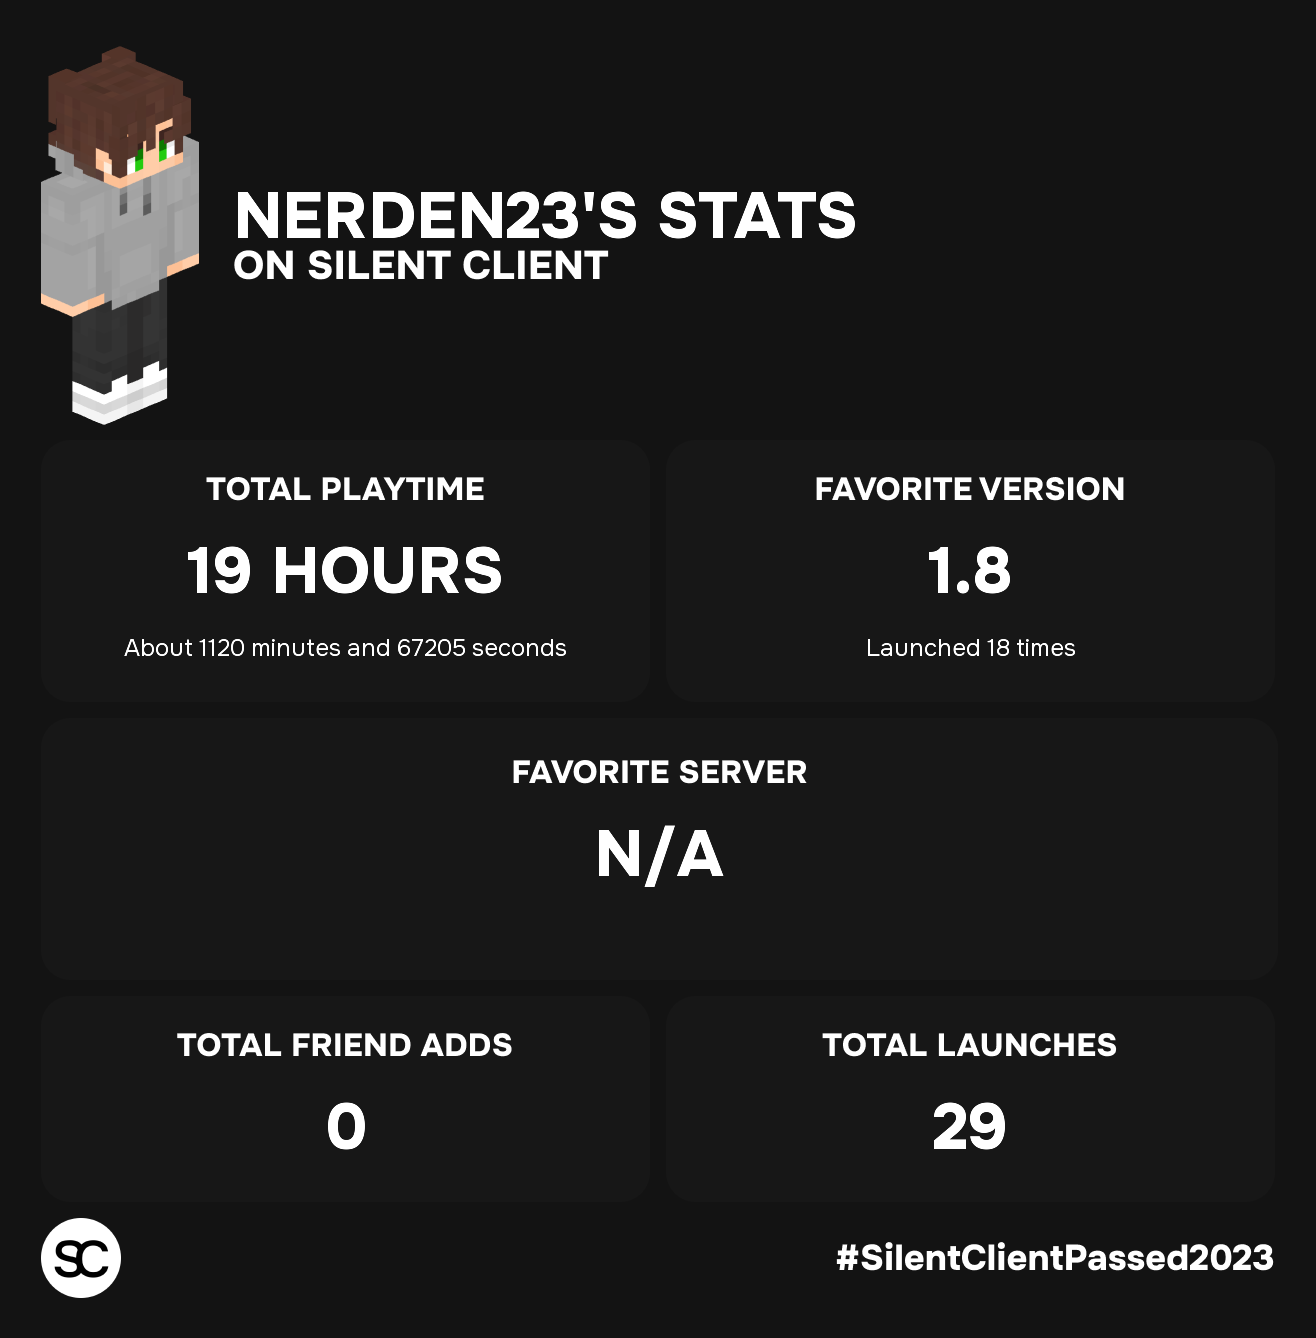 NERDEN23'S STATS
ON SILENT CLIENT
TOTAL PLAYTIME
19 HOURS
About 1120 minutes and 67205 seconds
FAVORITE VERSION
1.8
Launched 18 times
FAVORITE SERVER
N/A
TOTAL FRIEND ADDS
0
TOTAL LAUNCHES
29
SC
#SilentClientPassed2023